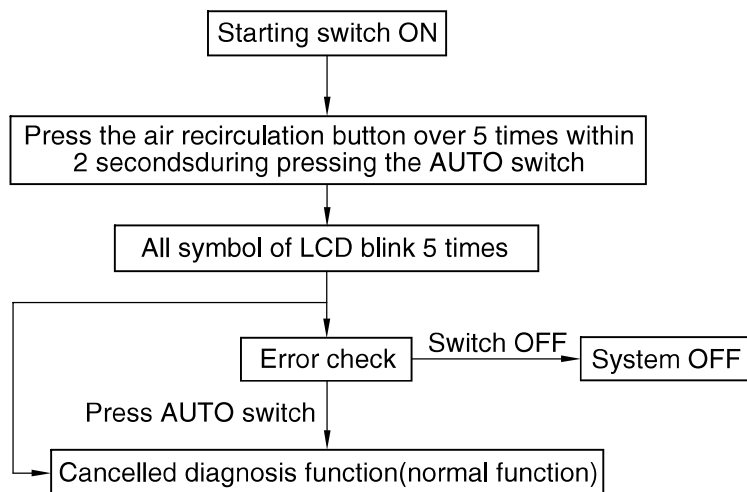 Starting switch ON
Press the air recirculation button over 5 times within
2 secondsduring pressing the AUTO switch
All symbol of LCD blink 5 times
Error check
Switch OFF
System OFF
Press AUTO switch
Cancelled diagnosis function(normal function)